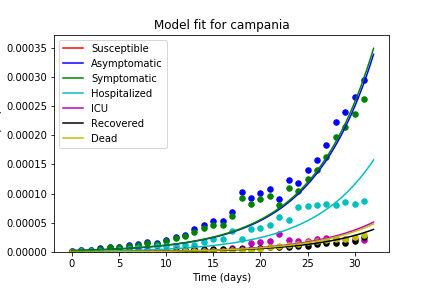 Model fit for campania
Susceptible
Asymptomatic
Symptomatic
Hospitalized
ICU
Recovered
Dead
0.00035
0.00030
0.00025
0.00020
0.00015
0.00010
0.00005
0.00000
0 5 10 15 20 25 30
Time (days)